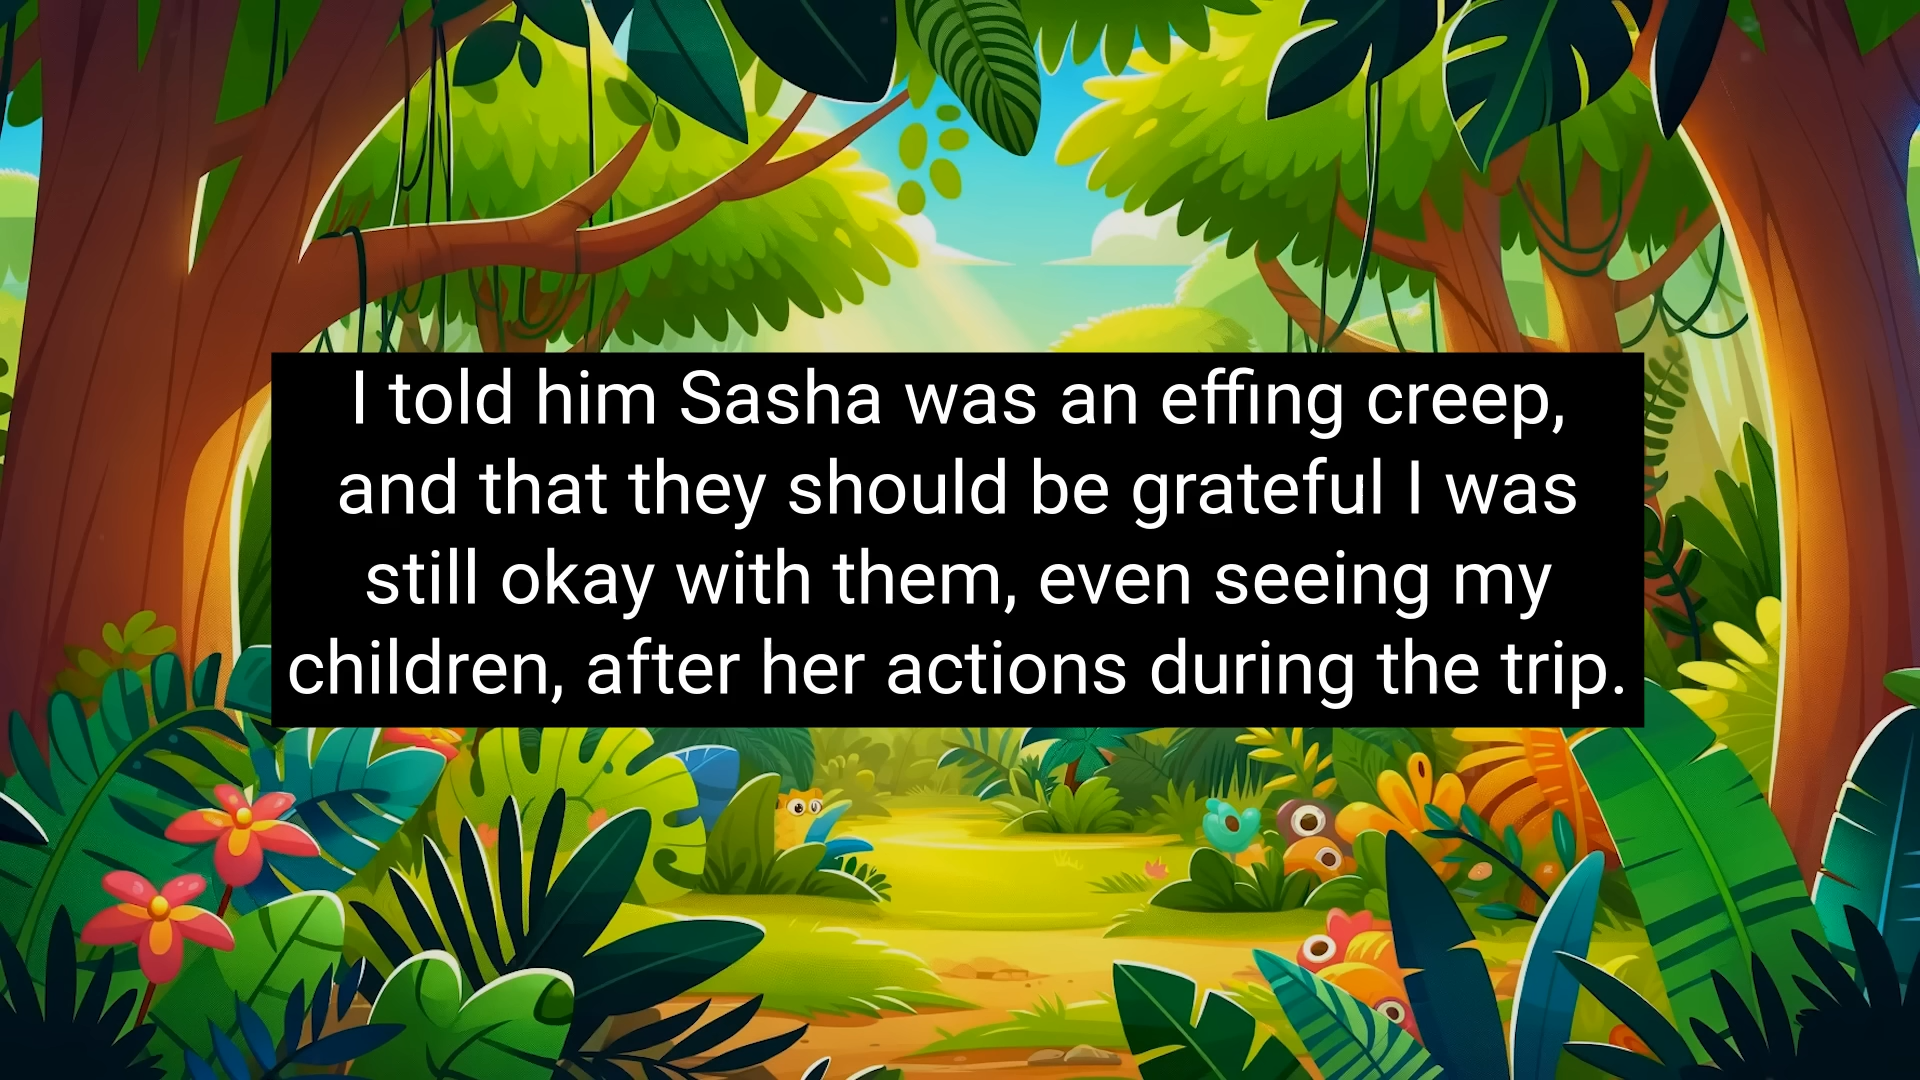 I told him Sasha was an effing creep,
and that they should be grateful I was
still okay with them, even seeing my
children, after her actions during the trip.